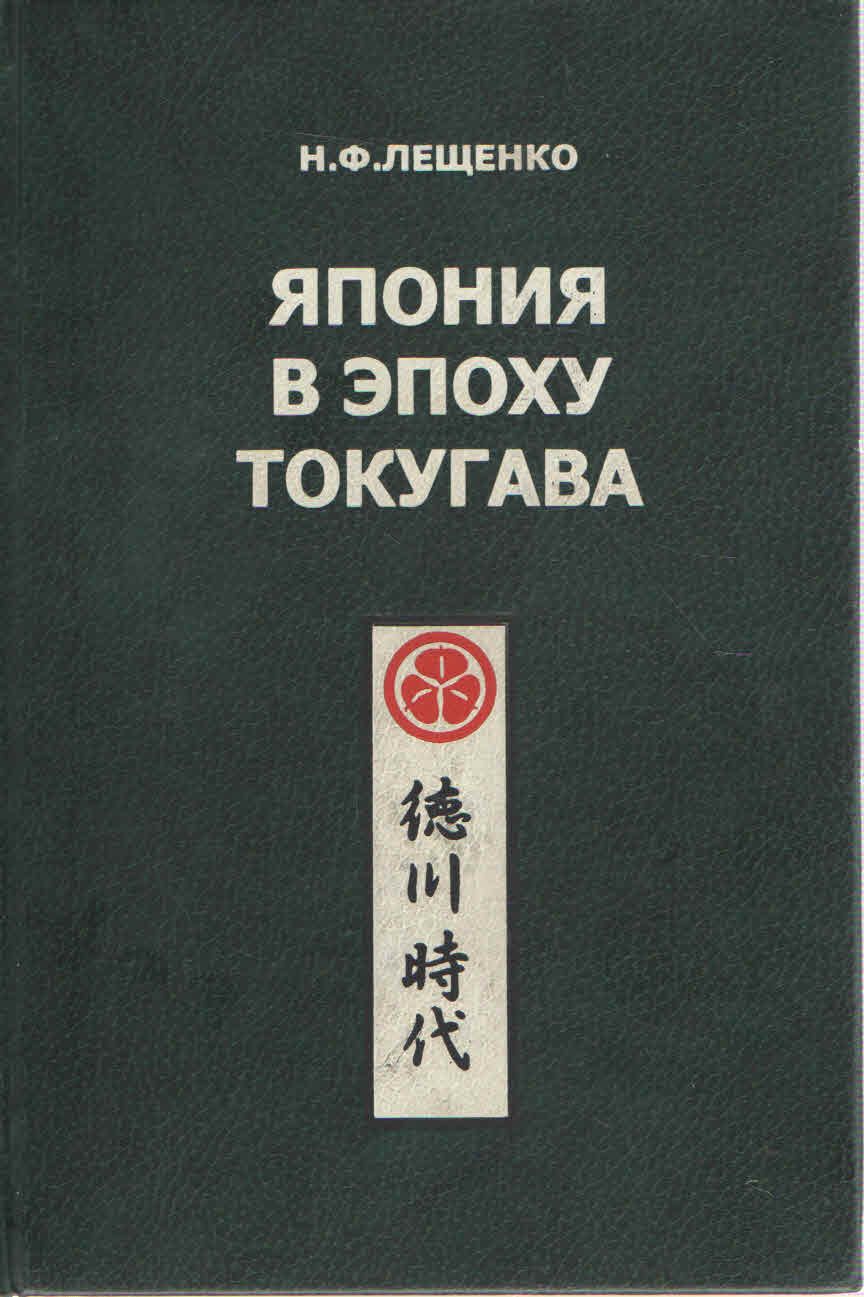 Н.Ф.ЛЕЩЕНКО
ЯПОНИЯ
В ЭПОХУ
ТОКУГАВА
徳川時代